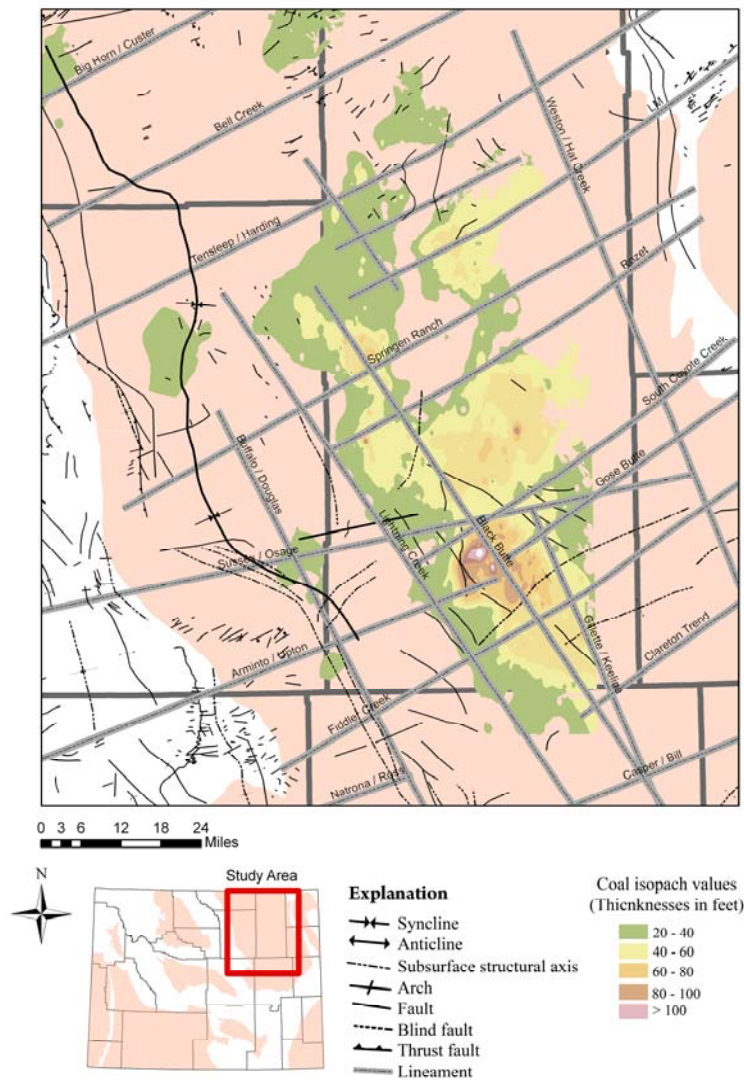 Big Horn / Custer
Bell Creek
Weston / Hat Creek
Tensleep / Harding
Rozet
Springen Ranch
South Coyote Creek
Buffalo / Douglas
Gose Butte
Lightning Creek
Black Butte
Sussex / Osage
Gillette / Keeline
Clareton Trend
Arminto / Upton
Fiddler Creek
Natrona / Ross
Casper / Bill
0 3 6 12 18 24
Miles
N
Study Area
Explanation
Syncline
Anticline
Subsurface structural axis
Arch
Fault
Blind fault
Thrust fault
Lineament
Coal isopach values
(Thicnknesses in feet)
20 - 40
40 - 60
60 - 80
80 - 100
> 100